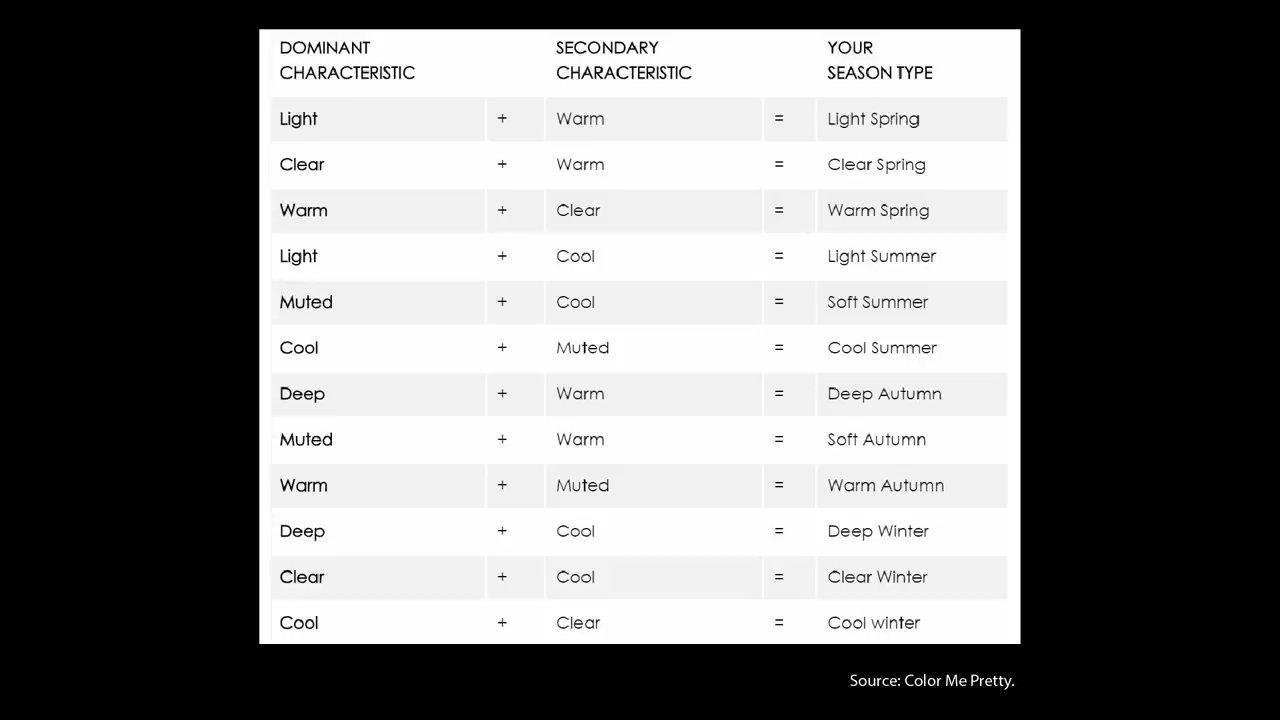 DOMINANT CHARACTERISTIC SECONDARY CHARACTERISTIC YOUR SEASON TYPE
Light + Warm = Light Spring
Clear + Warm = Clear Spring
Warm + Clear = Warm Spring
Light + Cool = Light Summer
Muted + Cool = Soft Summer
Cool + Muted = Cool Summer
Deep + Warm = Deep Autumn
Muted + Warm = Soft Autumn
Warm + Muted = Warm Autumn
Deep + Cool = Deep Winter
Clear + Cool = Clear Winter
Cool + Clear = Cool winter
Source: Color Me Pretty.